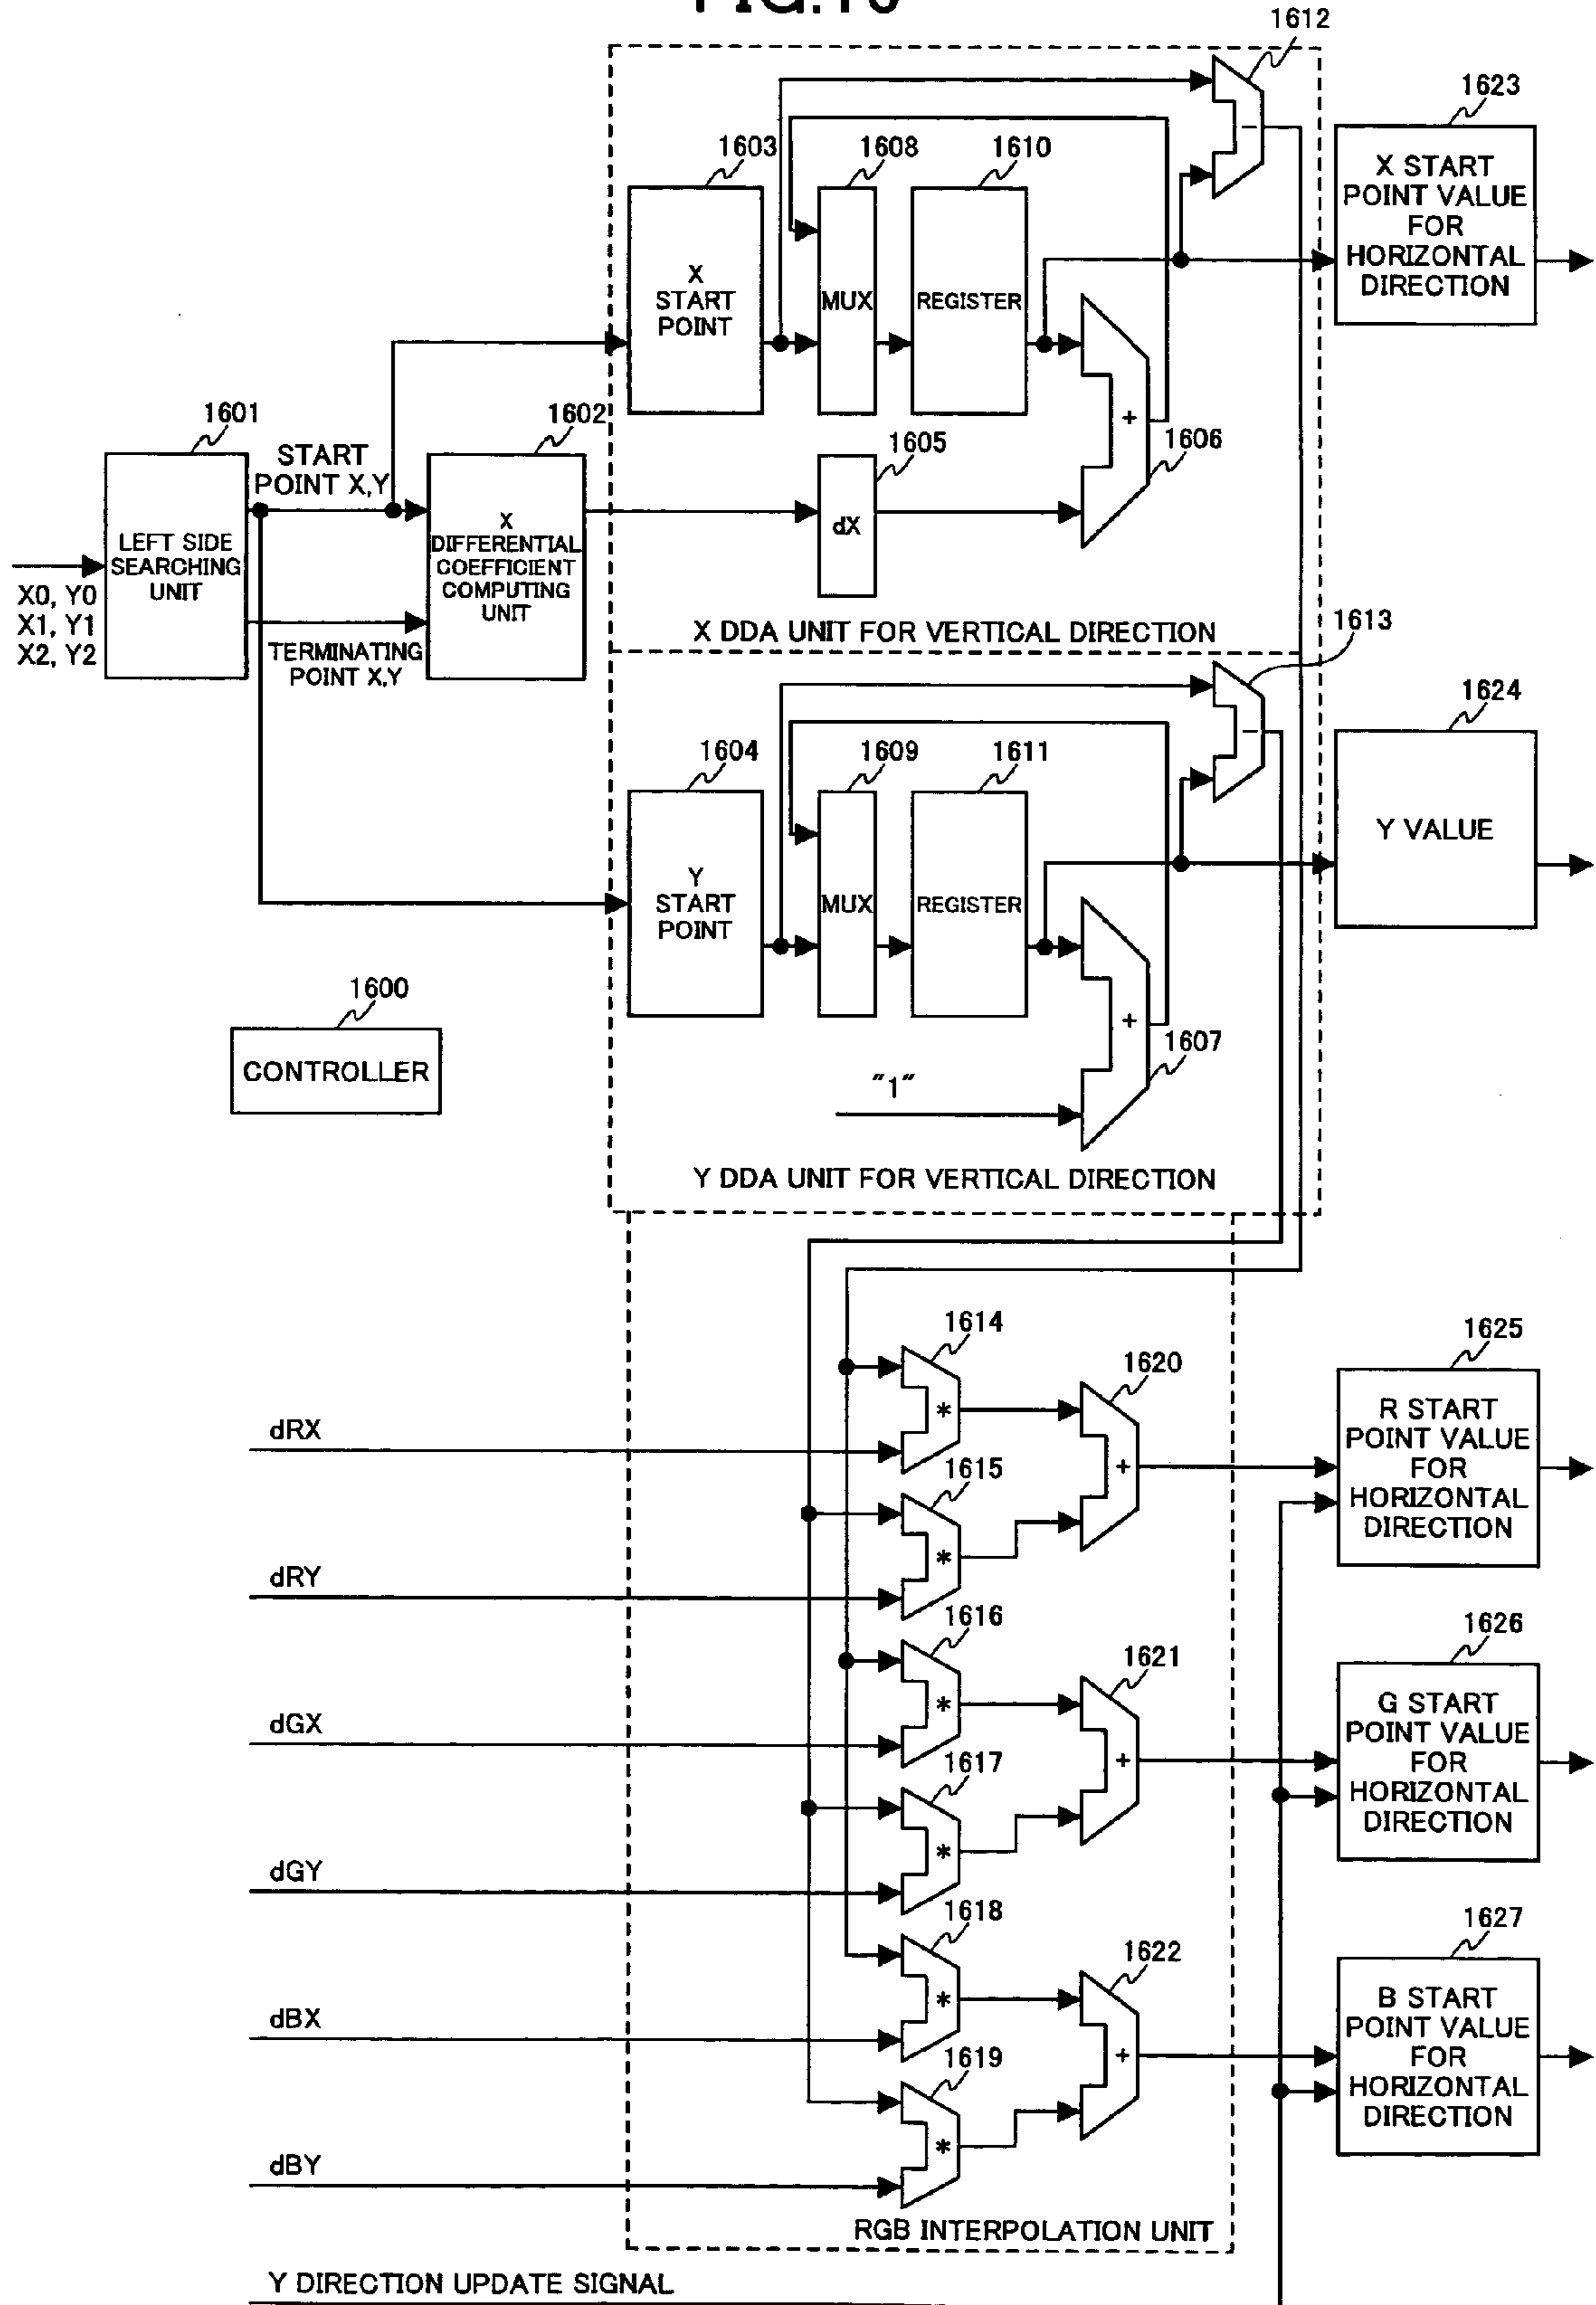 FIG.16
1612
1623
X START
POINT VALUE
FOR
HORIZONTAL
DIRECTION
1603
1608
1610
X
START
POINT
MUX
REGISTER
+
−
1606
1601
START
POINT X,Y
1602
1605
dX
LEFT SIDE
SEARCHING
UNIT
X
DIFFERENTIAL
COEFFICIENT
COMPUTING
UNIT
X0, Y0
X1, Y1
X2, Y2
TERMINATING
POINT X,Y
X DDA UNIT FOR VERTICAL DIRECTION
1613
1624
Y VALUE
1604
1609
1611
Y
START
POINT
MUX
REGISTER
+
−
1607
"1"
1600
CONTROLLER
Y DDA UNIT FOR VERTICAL DIRECTION
1614
1620
1625
R START
POINT VALUE
FOR
HORIZONTAL
DIRECTION
dRX
*
+
1615
dRY
*
1616
1621
1626
G START
POINT VALUE
FOR
HORIZONTAL
DIRECTION
dGX
*
+
1617
dGY
*
1618
1622
1627
B START
POINT VALUE
FOR
HORIZONTAL
DIRECTION
dBX
*
+
1619
dBY
*
RGB INTERPOLATION UNIT
Y DIRECTION UPDATE SIGNAL